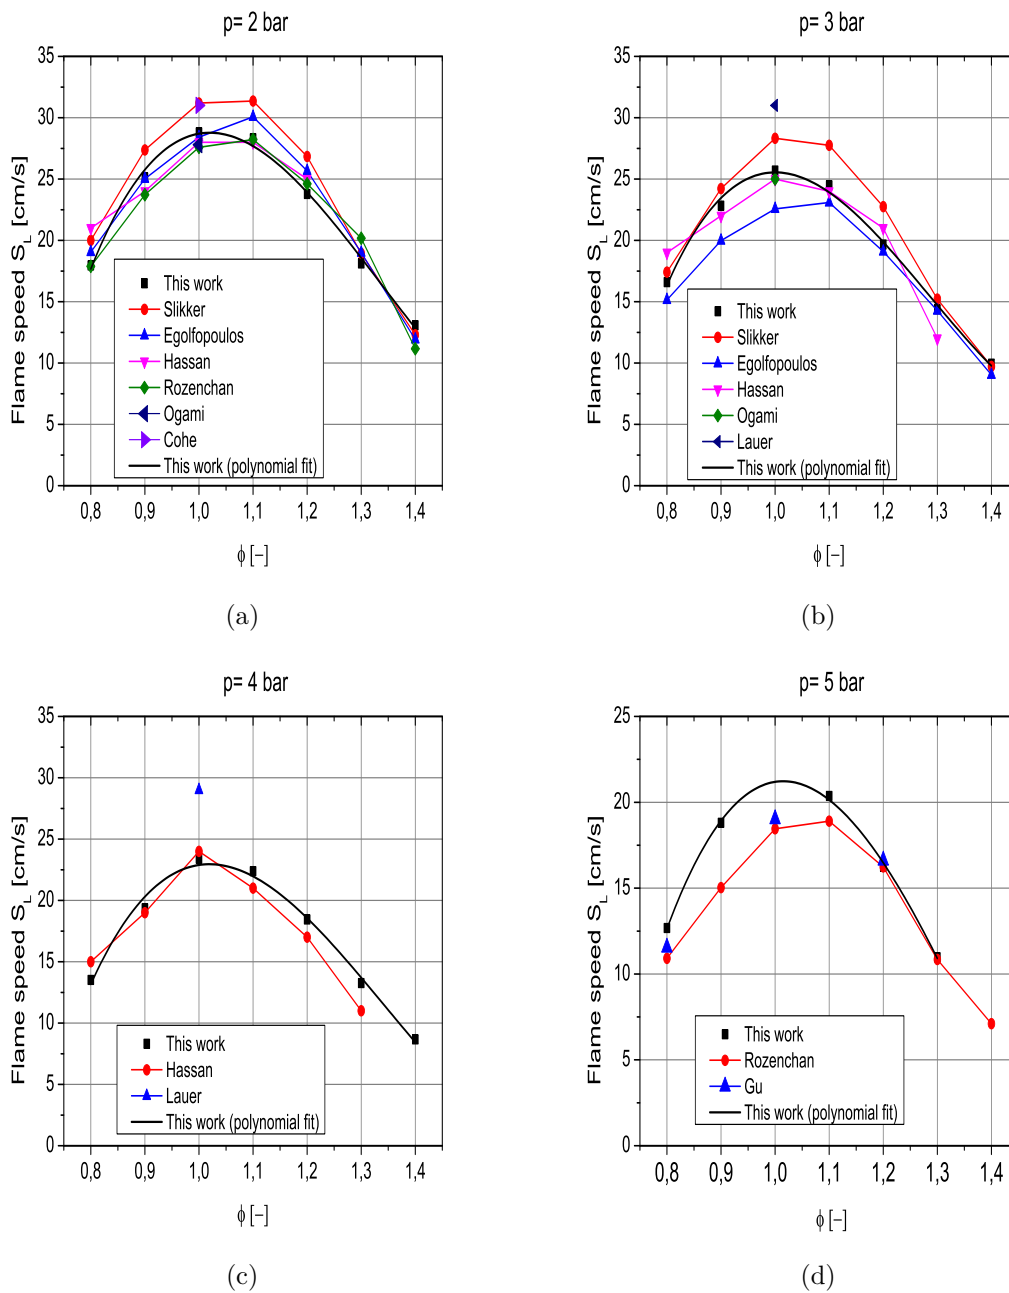 p= 2 bar
Flame speed S_L [cm/s]
35
30
25
20
15
10
5
0
This work
Slikker
Egolfopoulos
Hassan
Rozenchan
Ogami
Cohe
This work (polynomial fit)
0,8 0,9 1,0 1,1 1,2 1,3 1,4
ϕ [−]
(a)
p= 3 bar
Flame speed S_L [cm/s]
35
30
25
20
15
10
5
0
This work
Slikker
Egolfopoulos
Hassan
Ogami
Lauer
This work (polynomial fit)
0,8 0,9 1,0 1,1 1,2 1,3 1,4
ϕ [−]
(b)
p= 4 bar
Flame speed S_L [cm/s]
35
30
25
20
15
10
5
0
This work
Hassan
Lauer
This work (polynomial fit)
0,8 0,9 1,0 1,1 1,2 1,3 1,4
ϕ [−]
(c)
p= 5 bar
Flame speed S_L [cm/s]
25
20
15
10
5
0
This work
Rozenchan
Gu
This work (polynomial fit)
0,8 0,9 1,0 1,1 1,2 1,3 1,4
ϕ [−]
(d)